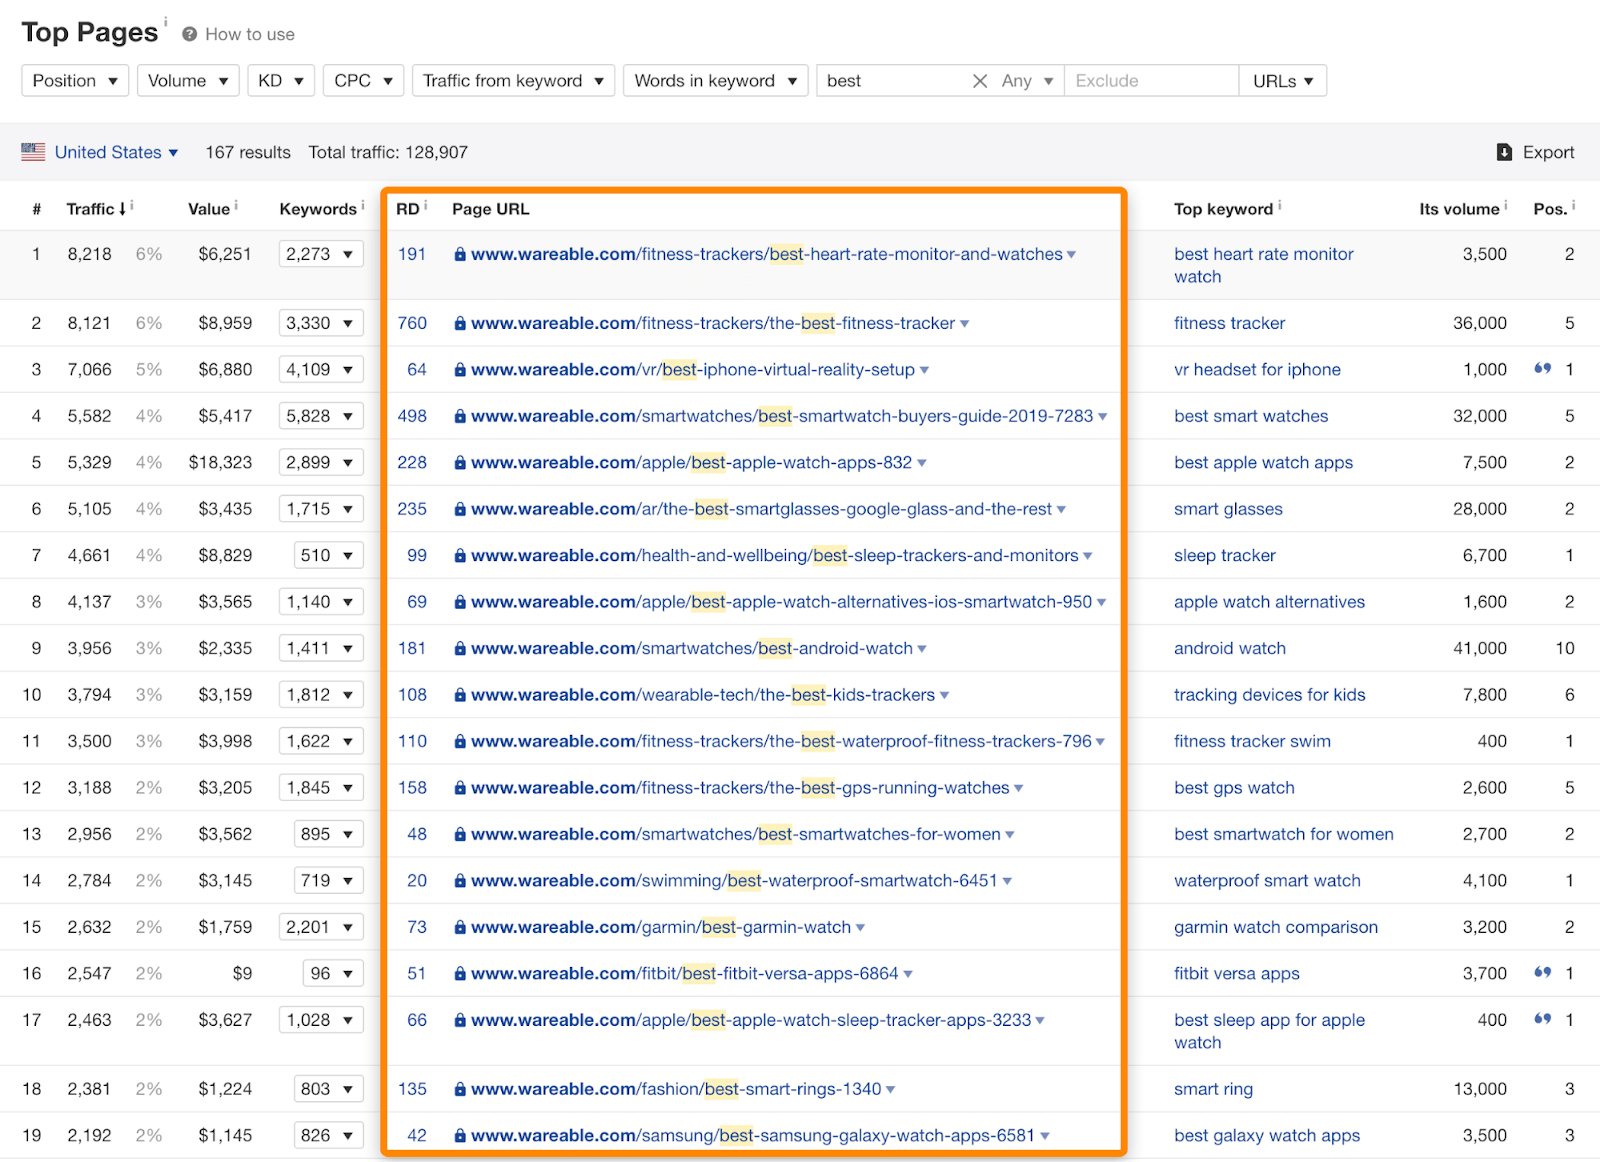 Top Pages i ? How to use
Position ▼ Volume ▼ KD ▼ CPC ▼ Traffic from keyword ▼ Words in keyword ▼ best × Any ▼ Exclude URLs ▼
United States ▼ 167 results Total traffic: 128,907 Export
# Traffic ↓ i Value i Keywords i RD i Page URL Top keyword i Its volume i Pos. i
1 8,218 6% $6,251 2,273 ▼ 191 www.wareable.com/fitness-trackers/best-heart-rate-monitor-and-watches ▼ best heart rate monitor 3,500 2
watch
2 8,121 6% $8,959 3,330 ▼ 760 www.wareable.com/fitness-trackers/the-best-fitness-tracker ▼ fitness tracker 36,000 5
3 7,066 5% $6,880 4,109 ▼ 64 www.wareable.com/vr/best-iphone-virtual-reality-setup ▼ vr headset for iphone 1,000 1
4 5,582 4% $5,417 5,828 ▼ 498 www.wareable.com/smartwatches/best-smartwatch-buyers-guide-2019-7283 ▼ best smart watches 32,000 5
5 5,329 4% $18,323 2,899 ▼ 228 www.wareable.com/apple/best-apple-watch-apps-832 ▼ best apple watch apps 7,500 2
6 5,105 4% $3,435 1,715 ▼ 235 www.wareable.com/ar/the-best-smartglasses-google-glass-and-the-rest ▼ smart glasses 28,000 2
7 4,661 4% $8,829 510 ▼ 99 www.wareable.com/health-and-wellbeing/best-sleep-trackers-and-monitors ▼ sleep tracker 6,700 1
8 4,137 3% $3,565 1,140 ▼ 69 www.wareable.com/apple/best-apple-watch-alternatives-ios-smartwatch-950 ▼ apple watch alternatives 1,600 2
9 3,956 3% $2,335 1,411 ▼ 181 www.wareable.com/smartwatches/best-android-watch ▼ android watch 41,000 10
10 3,794 3% $3,159 1,812 ▼ 108 www.wareable.com/wearable-tech/the-best-kids-trackers ▼ tracking devices for kids 7,800 6
11 3,500 3% $3,998 1,622 ▼ 110 www.wareable.com/fitness-trackers/the-best-waterproof-fitness-trackers-796 ▼ fitness tracker swim 400 1
12 3,188 2% $3,205 1,845 ▼ 158 www.wareable.com/fitness-trackers/the-best-gps-running-watches ▼ best gps watch 2,600 5
13 2,956 2% $3,562 895 ▼ 48 www.wareable.com/smartwatches/best-smartwatches-for-women ▼ best smartwatch for women 2,700 2
14 2,784 2% $3,145 719 ▼ 20 www.wareable.com/swimming/best-waterproof-smartwatch-6451 ▼ waterproof smart watch 4,100 1
15 2,632 2% $1,759 2,201 ▼ 73 www.wareable.com/garmin/best-garmin-watch ▼ garmin watch comparison 3,200 2
16 2,547 2% $9 96 ▼ 51 www.wareable.com/fitbit/best-fitbit-versa-apps-6864 ▼ fitbit versa apps 3,700 1
17 2,463 2% $3,627 1,028 ▼ 66 www.wareable.com/apple/best-apple-watch-sleep-tracker-apps-3233 ▼ best sleep app for apple 400 1
watch
18 2,381 2% $1,224 803 ▼ 135 www.wareable.com/fashion/best-smart-rings-1340 ▼ smart ring 13,000 3
19 2,192 2% $1,145 826 ▼ 42 www.wareable.com/samsung/best-samsung-galaxy-watch-apps-6581 ▼ best galaxy watch apps 3,500 3